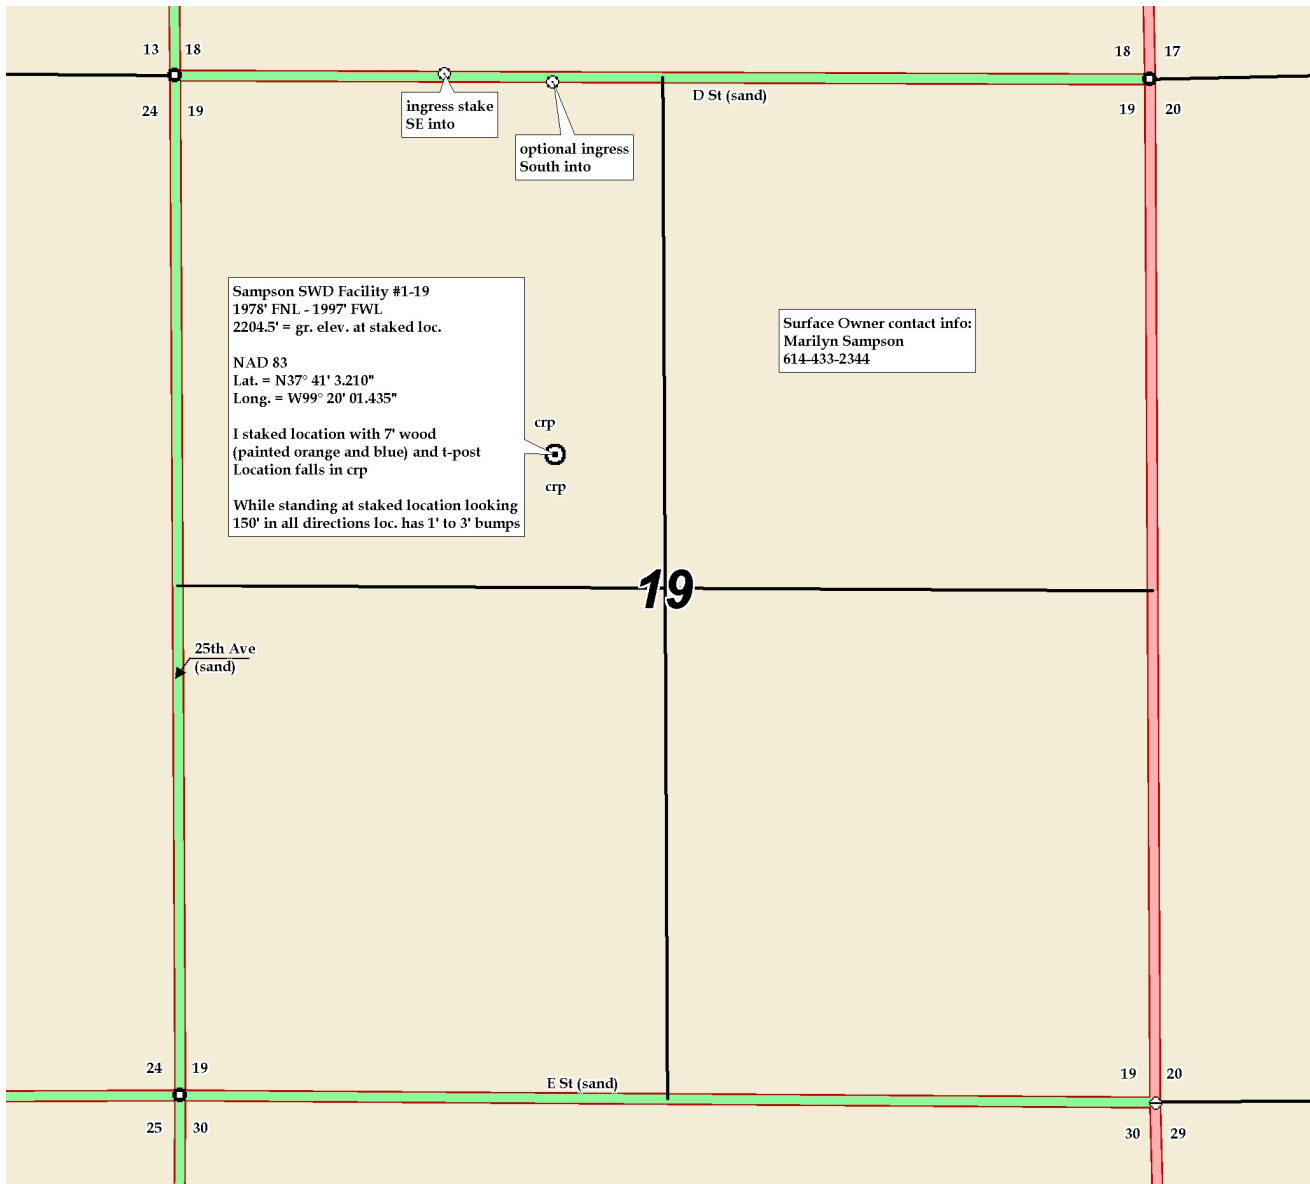 13 18
18 17
24 19
19 20
ingress stake
SE into
D St (sand)
optional ingress
South into
Sampson SWD Facility #1-19
1978' FNL - 1997' FWL
2204.5' = gr. elev. at staked loc.
NAD 83
Lat. = N37° 41' 3.210"
Long. = W99° 20' 01.435"
I staked location with 7' wood
(painted orange and blue) and t-post
Location falls in crp
While standing at staked location looking
150' in all directions loc. has 1' to 3' bumps
Surface Owner contact info:
Marilyn Sampson
614-433-2344
crp
crp
19
25th Ave
(sand)
24 19
19 20
E St (sand)
25 30
30 29